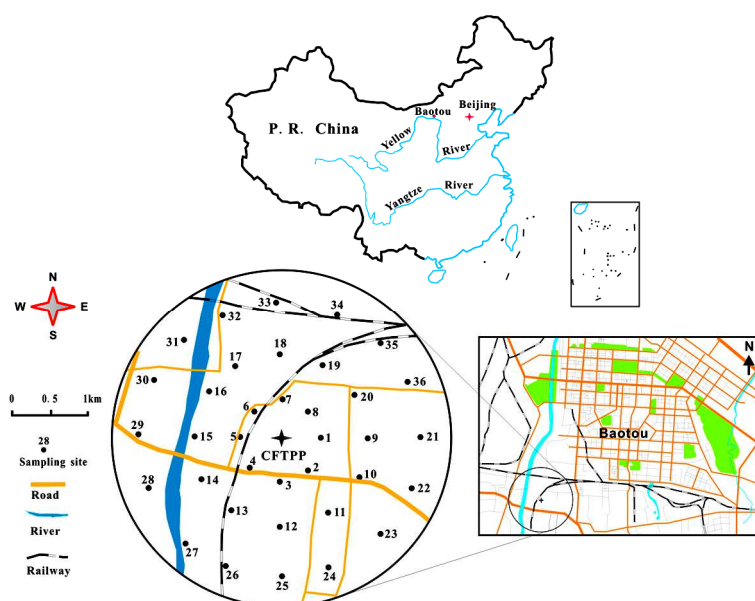 Baotou Beijing
P. R. China
Yellow River
Yangtze River
N
W E
S
0 1km
28
Sampling site
Road
River
Railway
33
34
32
31
35
18
17
19
30
36
16
20
7
6
8
29
15
5
1
9
21
CFTPP
4
2
10
14
3
28
22
13
11
12
23
27
26
24
25
N
Baotou